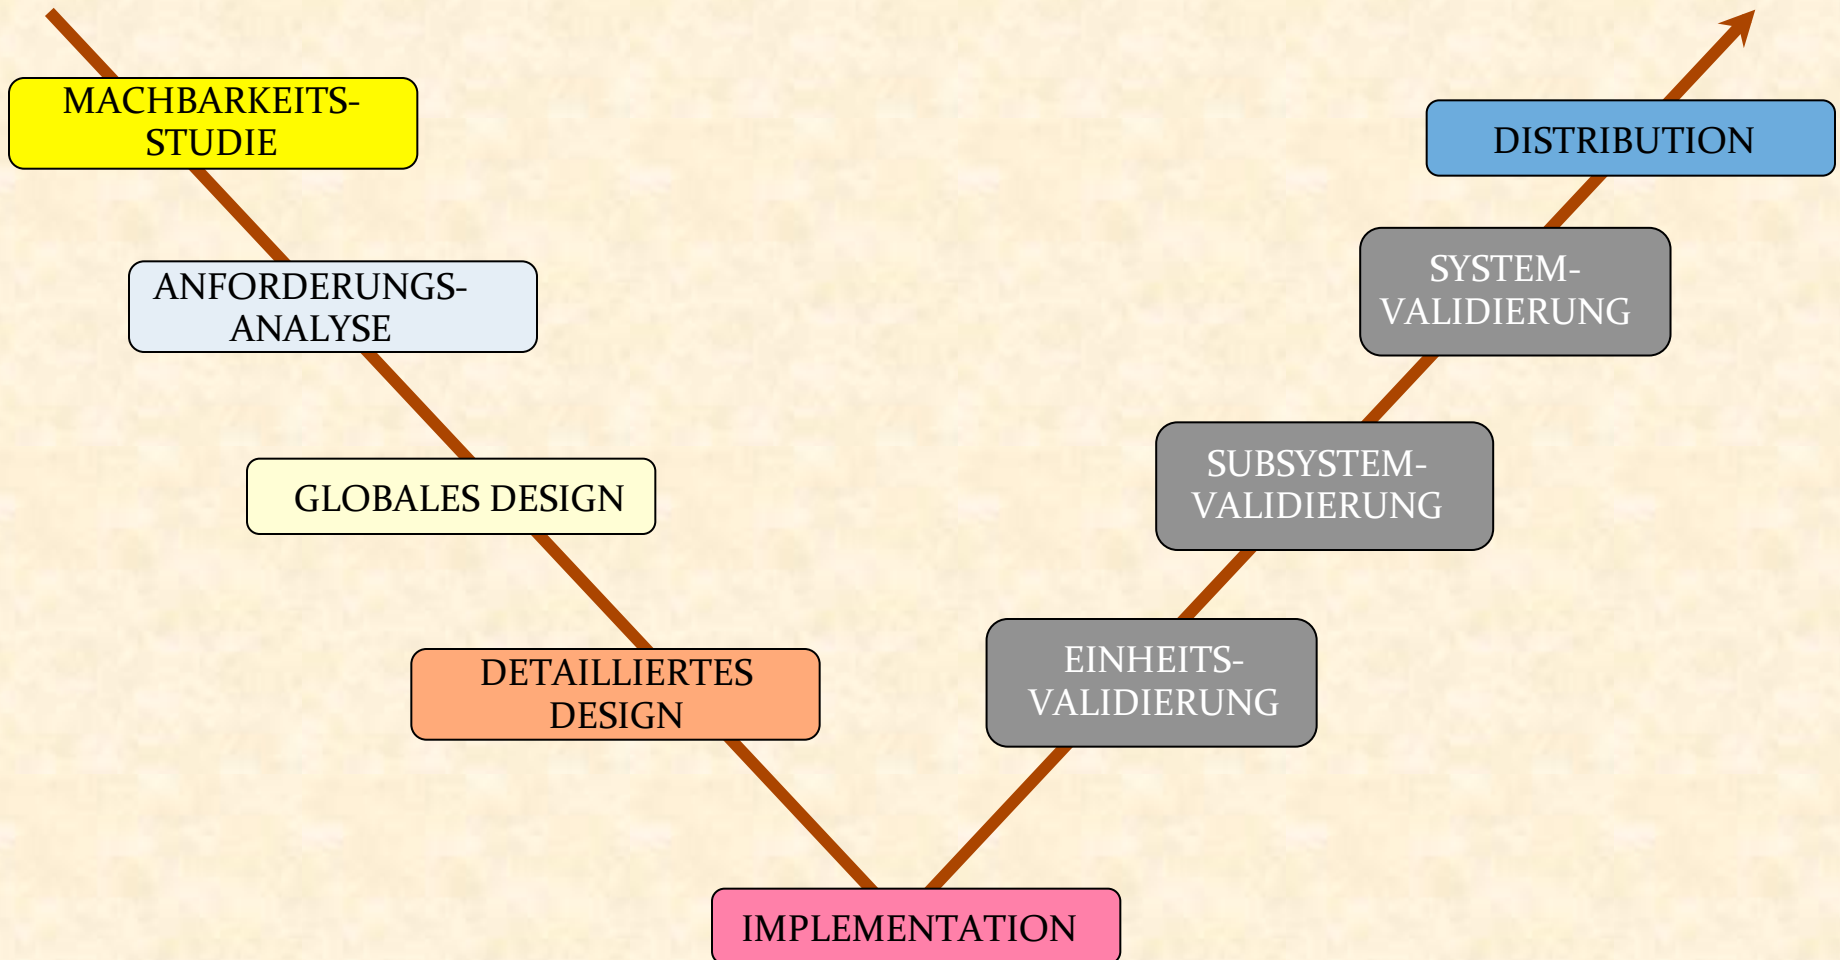 MACHBARKEITS-
STUDIE
DISTRIBUTION
SYSTEM-
VALIDIERUNG
ANFORDERUNGS-
ANALYSE
SUBSYSTEM-
VALIDIERUNG
GLOBALES DESIGN
EINHEITS-
VALIDIERUNG
DETAILLIERTES
DESIGN
IMPLEMENTATION